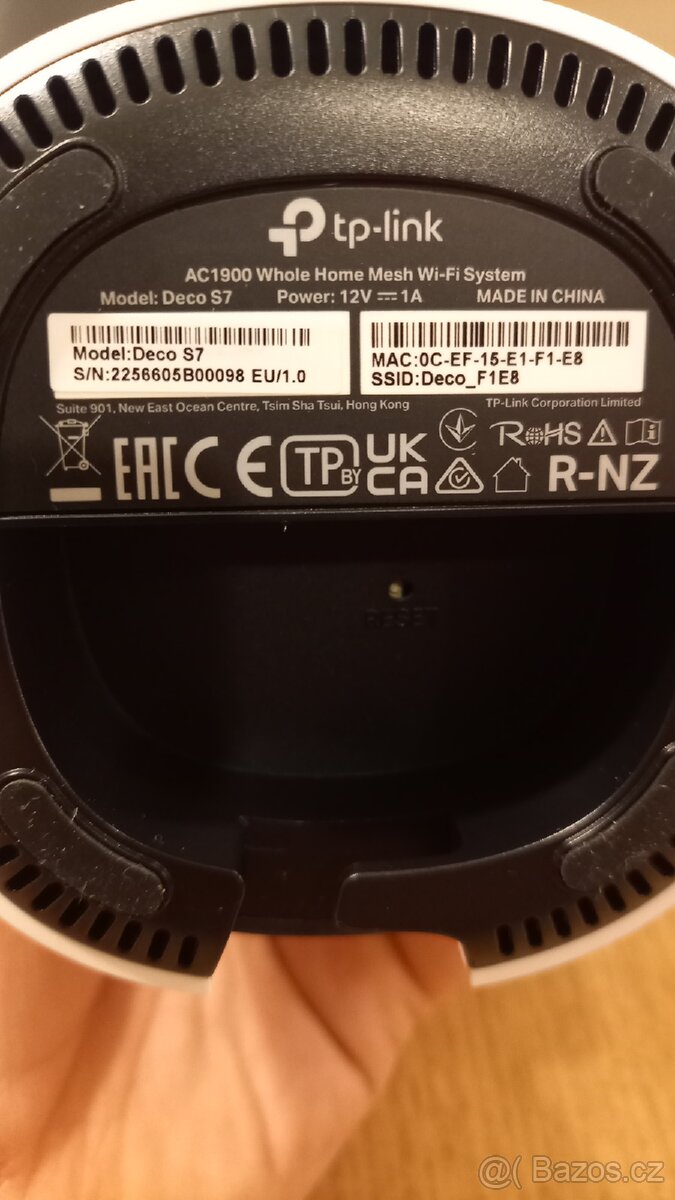 tp-link
AC1900 Whole Home Mesh Wi-Fi System
Model: Deco S7 Power: 12V⎓1A MADE IN CHINA
Model:Deco S7
S/N:2256605B00098 EU/1.0
MAC:0C-EF-15-E1-F1-E8
SSID:Deco_F1E8
Suite 901, New East Ocean Centre, Tsim Sha Tsui, Hong Kong TP-Link Corporation Limited
EAC CE TP BY UK CA RoHS R-NZ
RESET
@( Bazos.cz